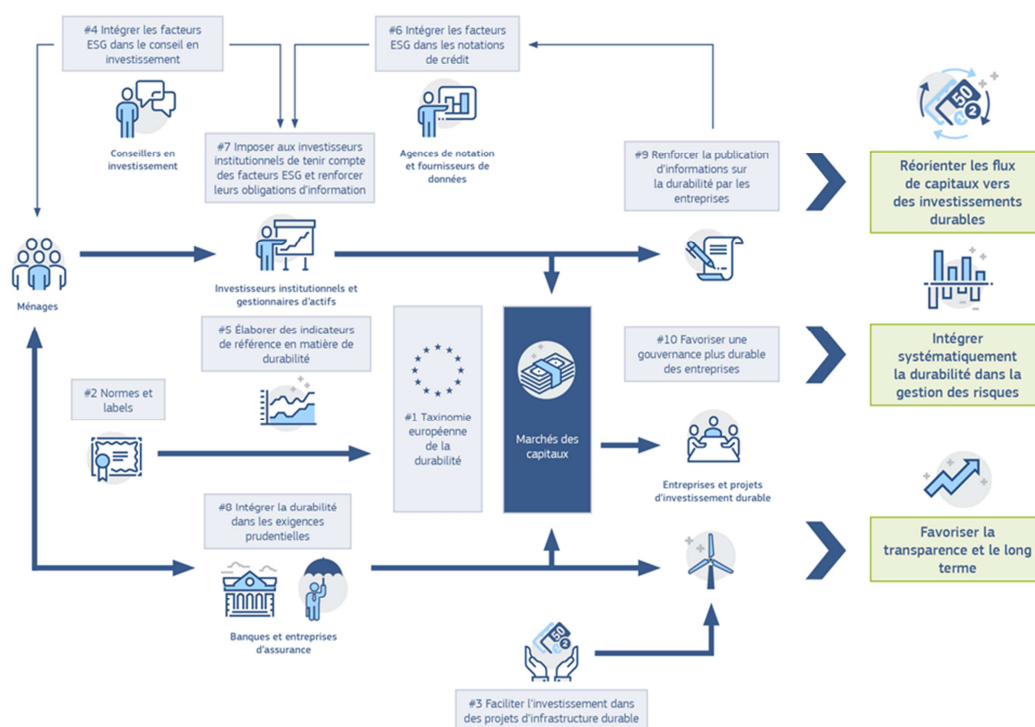 #4 Intégrer les facteurs
ESG dans le conseil en
investissement
#6 Intégrer les facteurs
ESG dans les notations
de crédit
Conseillers en
investissement
#7 Imposer aux investisseurs
institutionnels de tenir compte
des facteurs ESG et renforcer
leurs obligations d'information
Agences de notation
et fournisseurs de
données
#9 Renforcer la publication
d'informations sur
la durabilité par les
entreprises
Réorienter les flux
de capitaux vers
des investissements
durables
Ménages
Investisseurs institutionnels et
gestionnaires d'actifs
#5 Élaborer des indicateurs
de référence en matière de
durabilité
#2 Normes et
labels
#1 Taxinomie
européenne
de la
durabilité
Marchés des
capitaux
#10 Favoriser une
gouvernance plus durable
des entreprises
Intégrer
systématiquement
la durabilité dans la
gestion des risques
Entreprises et projets
d'investissement durable
#8 Intégrer la durabilité
dans les exigences
prudentielles
Banques et entreprises
d'assurance
Favoriser la
transparence et le long
terme
#3 Faciliter l'investissement dans
des projets d'infrastructure durable
50
2
50
2